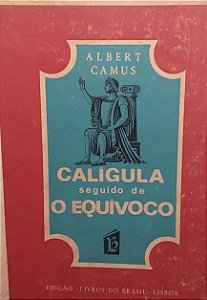 ALBERT
CAMUS
CALÍGULA
seguido de
O EQUÍVOCO
EDIÇÃO «LIVROS DO BRASIL» LISBOA